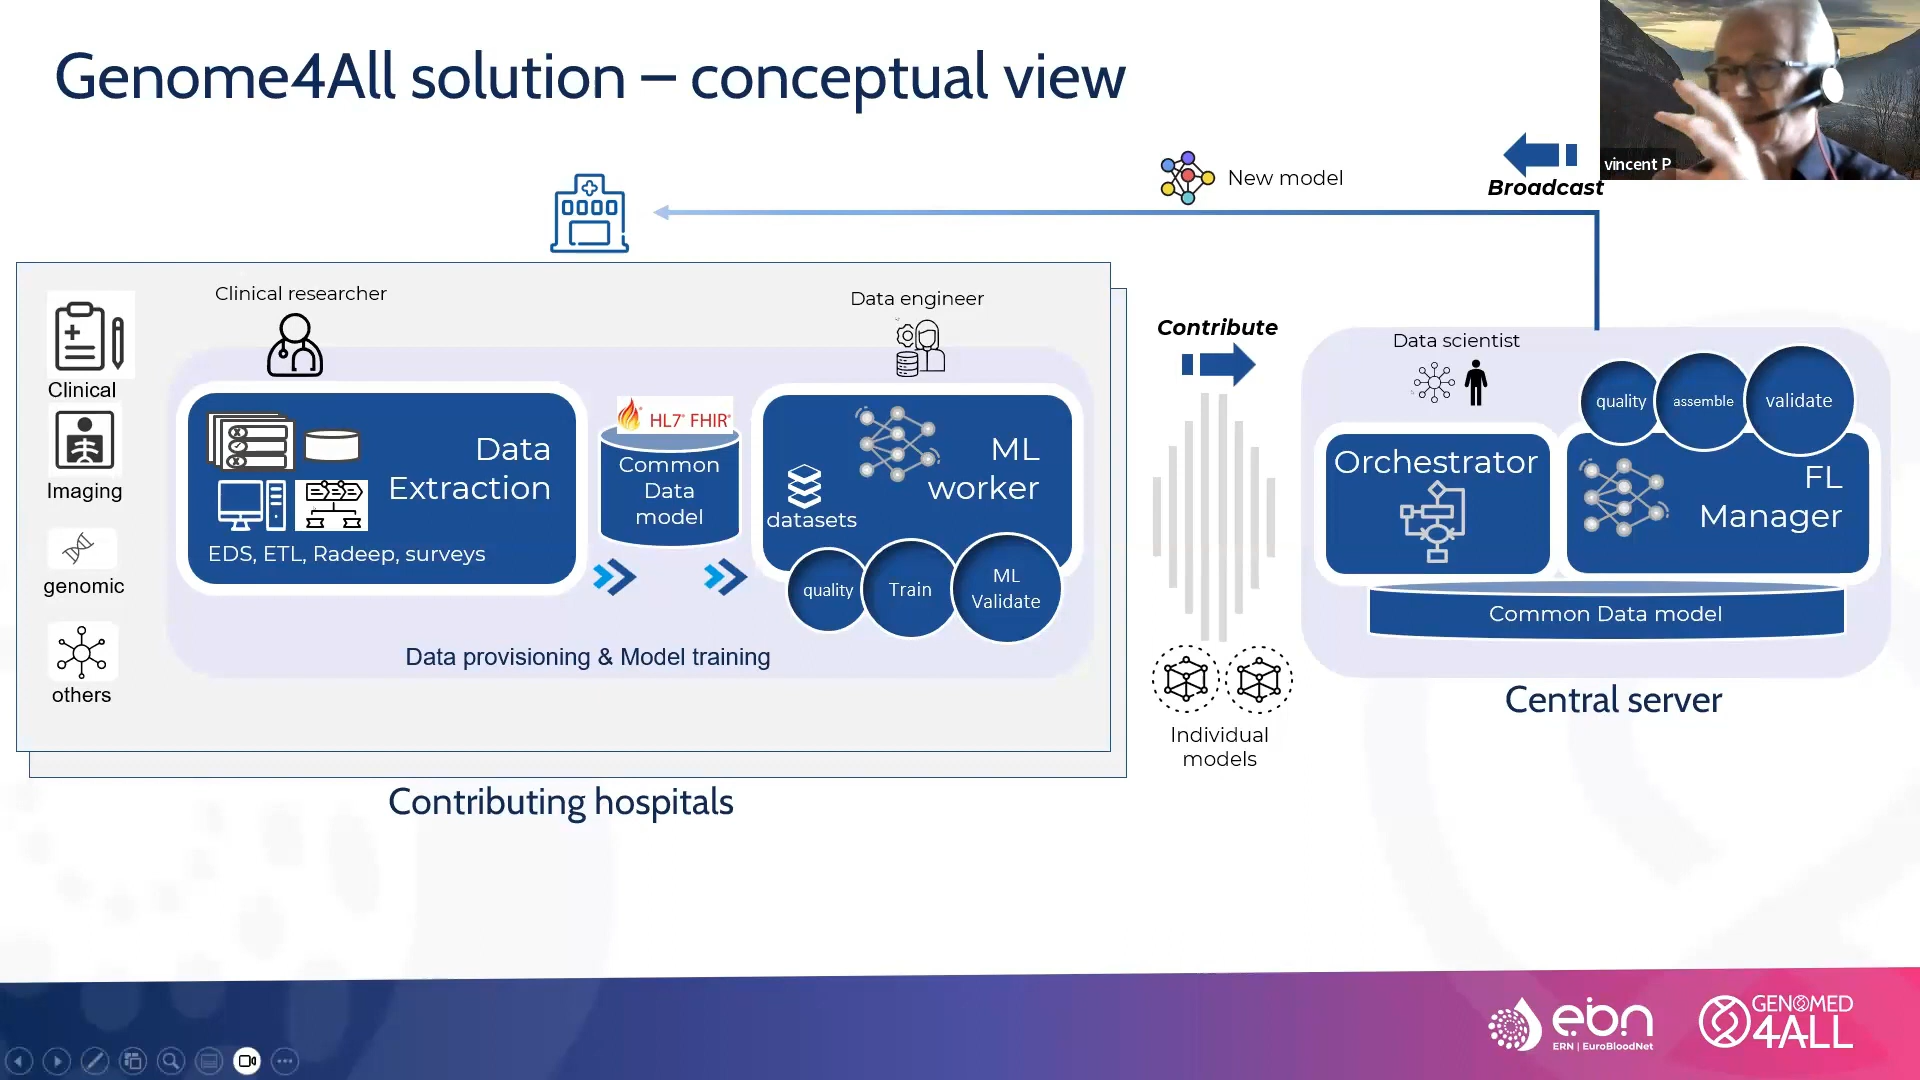 Genome4All solution – conceptual view
vincent P
Broadcast
New model
Clinical researcher
Data engineer
Contribute
Data scientist
Clinical
Imaging
genomic
others
Data
Extraction
EDS, ETL, Radeep, surveys
HL7® FHIR®
Common
Data
model
ML
worker
datasets
quality
Train
ML
Validate
Data provisioning & Model training
Contributing hospitals
Individual
models
quality
assemble
validate
Orchestrator
FL
Manager
Common Data model
Central server
ebn
ERN | EuroBloodNet
GENOMED
4ALL